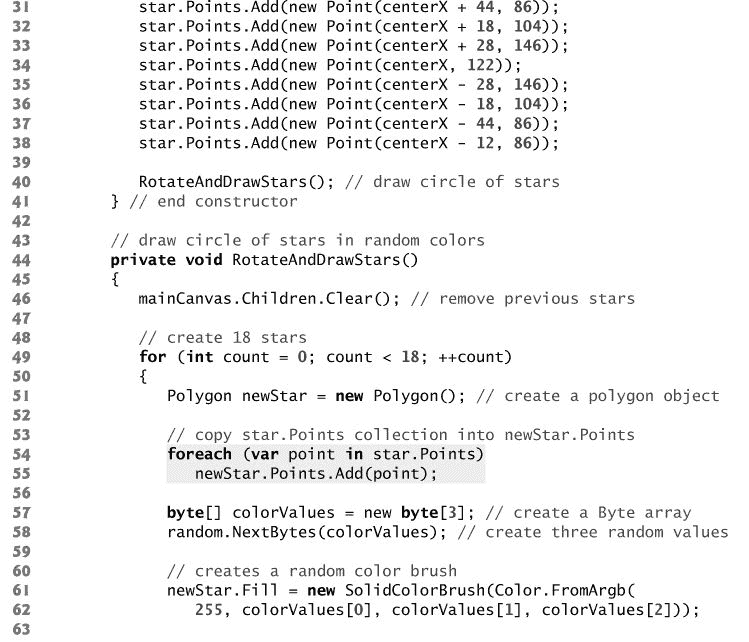 31 star.Points.Add(new Point(centerX + 44, 86));
32 star.Points.Add(new Point(centerX + 18, 104));
33 star.Points.Add(new Point(centerX + 28, 146));
34 star.Points.Add(new Point(centerX, 122));
35 star.Points.Add(new Point(centerX - 28, 146));
36 star.Points.Add(new Point(centerX - 18, 104));
37 star.Points.Add(new Point(centerX - 44, 86));
38 star.Points.Add(new Point(centerX - 12, 86));
39
40 RotateAndDrawStars(); // draw circle of stars
41 } // end constructor
42
43 // draw circle of stars in random colors
44 private void RotateAndDrawStars()
45 {
46 mainCanvas.Children.Clear(); // remove previous stars
47
48 // create 18 stars
49 for (int count = 0; count < 18; ++count)
50 {
51 Polygon newStar = new Polygon(); // create a polygon object
52
53 // copy star.Points collection into newStar.Points
54 foreach (var point in star.Points)
55 newStar.Points.Add(point);
56
57 byte[] colorValues = new byte[3]; // create a Byte array
58 random.NextBytes(colorValues); // create three random values
59
60 // creates a random color brush
61 newStar.Fill = new SolidColorBrush(Color.FromArgb(
62 255, colorValues[0], colorValues[1], colorValues[2]));
63